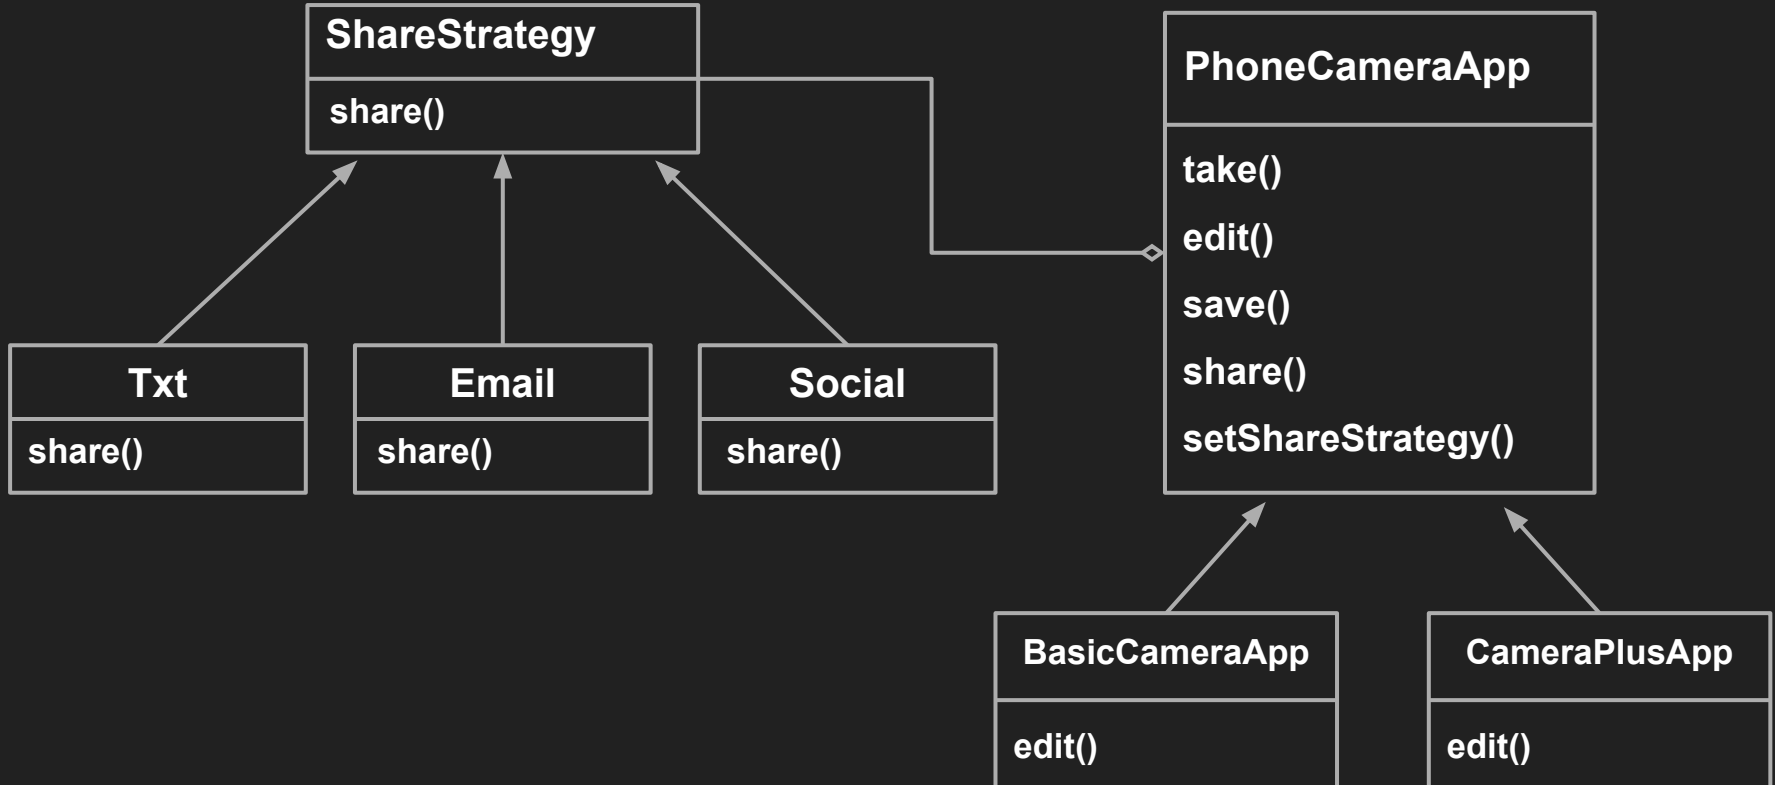 ShareStrategy
share()
PhoneCameraApp
take()
edit()
save()
share()
setShareStrategy()
Txt
share()
Email
share()
Social
share()
BasicCameraApp
edit()
CameraPlusApp
edit()